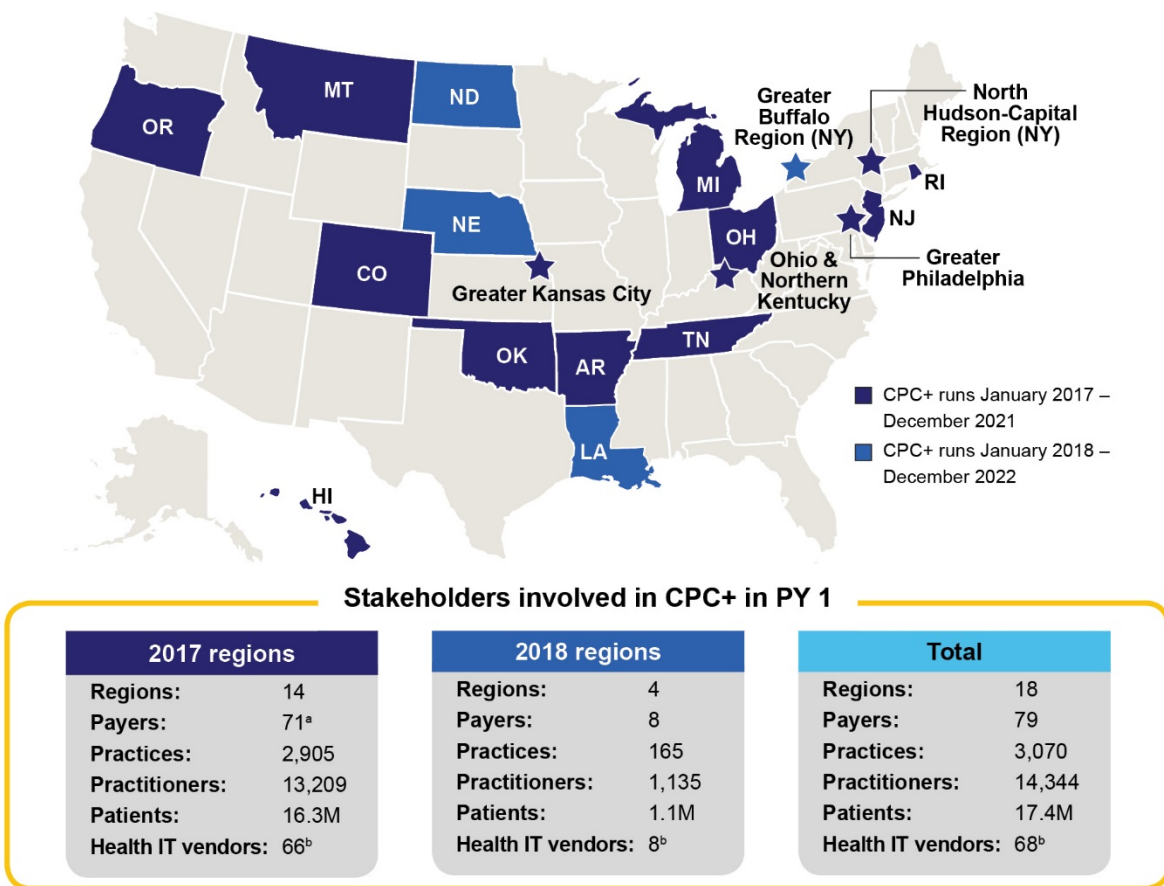 MT
ND
OR
Greater
Buffalo
Region (NY)
North
Hudson-Capital
Region (NY)
MI
RI
NE
OH
NJ
CO
Ohio &
Northern
Kentucky
Greater
Philadelphia
Greater Kansas City
TN
OK
AR
CPC+ runs January 2017 –
December 2021
LA
CPC+ runs January 2018 –
December 2022
HI
Stakeholders involved in CPC+ in PY 1
2017 regions
Regions: 14
Payers: 71ᵃ
Practices: 2,905
Practitioners: 13,209
Patients: 16.3M
Health IT vendors: 66ᵇ
2018 regions
Regions: 4
Payers: 8
Practices: 165
Practitioners: 1,135
Patients: 1.1M
Health IT vendors: 8ᵇ
Total
Regions: 18
Payers: 79
Practices: 3,070
Practitioners: 14,344
Patients: 17.4M
Health IT vendors: 68ᵇ